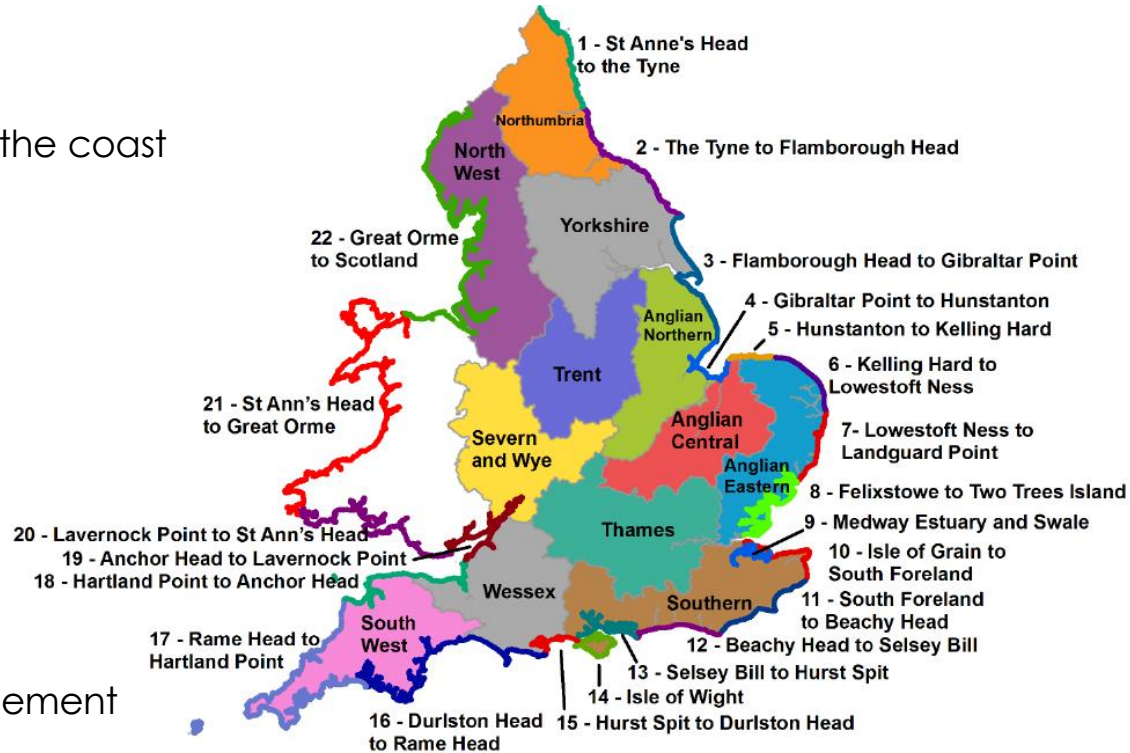 1 - St Anne's Head
to the Tyne
the coast
Northumbria
North
West
2 - The Tyne to Flamborough Head
Yorkshire
22 - Great Orme
to Scotland
3 - Flamborough Head to Gibraltar Point
4 - Gibraltar Point to Hunstanton
Anglian
Northern
5 - Hunstanton to Kelling Hard
6 - Kelling Hard to
Lowestoft Ness
Trent
21 - St Ann’s Head
to Great Orme
Anglian
Central
7- Lowestoft Ness to
Landguard Point
Severn
and Wye
Anglian
Eastern
8 - Felixstowe to Two Trees Island
9 - Medway Estuary and Swale
Thames
20 - Lavernock Point to St Ann’s Head
19 - Anchor Head to Lavernock Point
18 - Hartland Point to Anchor Head
10 - Isle of Grain to
South Foreland
Wessex
Southern
11 - South Foreland
to Beachy Head
South
West
17 - Rame Head to
Hartland Point
12 - Beachy Head to Selsey Bill
13 - Selsey Bill to Hurst Spit
14 - Isle of Wight
ement
16 - Durlston Head
to Rame Head
15 - Hurst Spit to Durlston Head